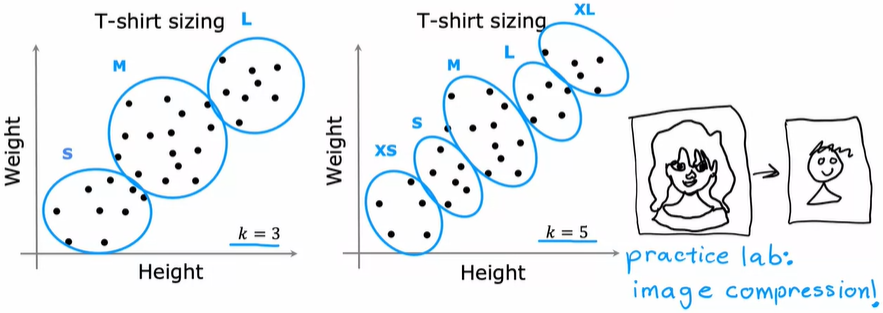 T-shirt sizing
L
M
S
Weight
Height
k = 3
T-shirt sizing
XL
L
M
S
XS
Weight
Height
k = 5
practice lab:
image compression!